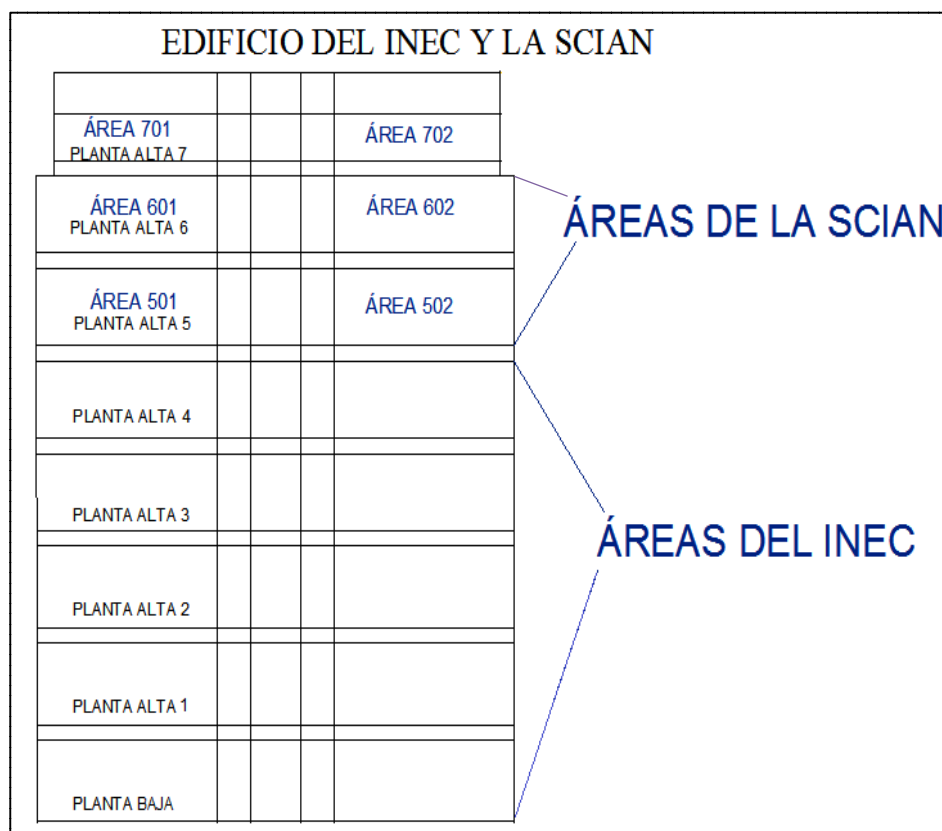 EDIFICIO DEL INEC Y LA SCIAN
ÁREA 701
PLANTA ALTA 7
ÁREA 702
ÁREA 601
PLANTA ALTA 6
ÁREA 602
ÁREAS DE LA SCIAN
ÁREA 501
PLANTA ALTA 5
ÁREA 502
PLANTA ALTA 4
PLANTA ALTA 3
ÁREAS DEL INEC
PLANTA ALTA 2
PLANTA ALTA 1
PLANTA BAJA